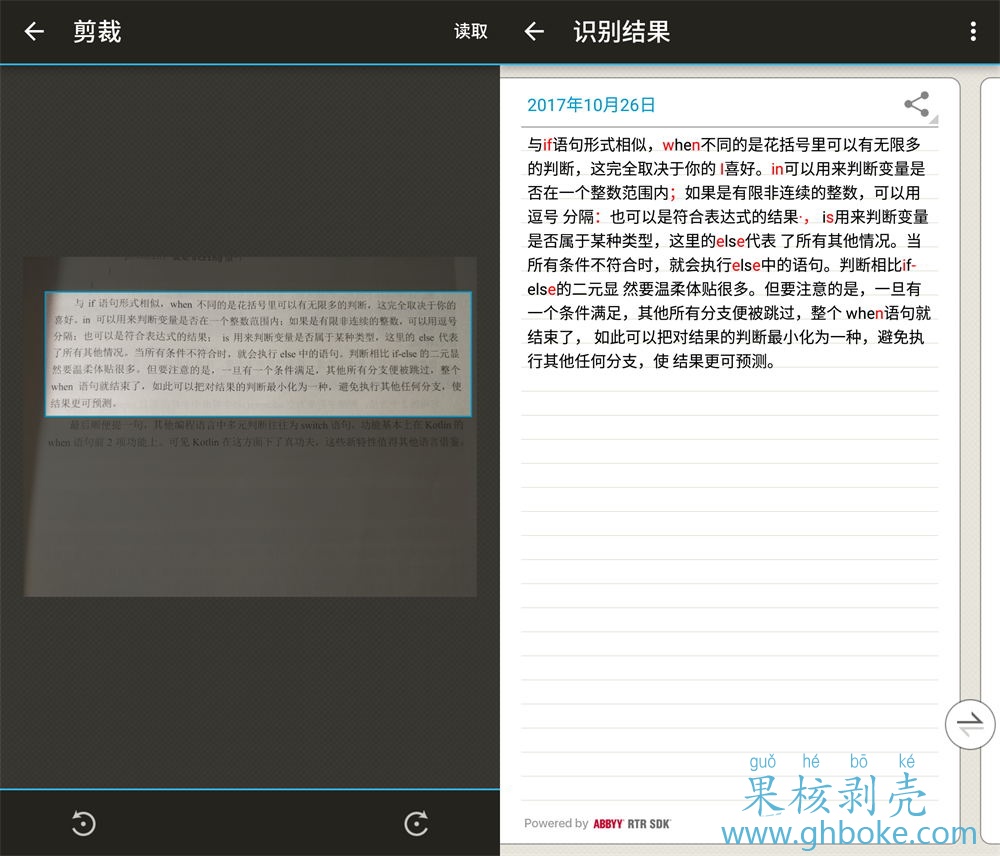 剪裁
读取
与 if 语句形式相似，when 不同的是花括号里可以有无限多的判断，这完全取决于你的
喜好。in 可以用来判断变量是否在一个整数范围内；如果是有限非连续的整数，可以用逗号
分隔；也可以是符合表达式的结果； is 用来判断变量是否属于某种类型，这里的 else 代表
了所有其他情况。当所有条件不符合时，就会执行 else 中的语句。判断相比 if-else 的二元显
然要温柔体贴很多。但要注意的是，一旦有一个条件满足，其他所有分支便被跳过，整个
when 语句就结束了，如此可以把对结果的判断最小化为一种，避免执行其他任何分支，使
结果更可预测。
最后顺便提一句，其他编程语言中多元判断往往为 switch 语句，功能基本上在 Kotlin 的
when 语句前 2 项功能上。可见 Kotlin 在这方面下了真功夫，这些新特性值得其他语言借鉴。
识别结果
2017年10月26日
与if语句形式相似，when不同的是花括号里可以有无限多
的判断，这完全取决于你的 I喜好。in可以用来判断变量是
否在一个整数范围内；如果是有限非连续的整数，可以用
逗号 分隔：也可以是符合表达式的结果·， is用来判断变量
是否属于某种类型，这里的else代表 了所有其他情况。当
所有条件不符合时，就会执行else中的语句。判断相比if-
else的二元显 然要温柔体贴很多。但要注意的是，一旦有
一个条件满足，其他所有分支便被跳过，整个 when语句就
结束了， 如此可以把对结果的判断最小化为一种，避免执
行其他任何分支，使 结果更可预测。
guǒ hé bō ké
果核剥壳
www.ghboke.com
Powered by ABBYY RTR SDK